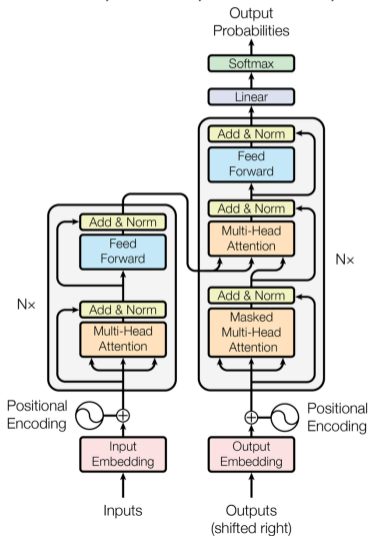 Output
Probabilities
Softmax
Linear
Add & Norm
Feed
Forward
Add & Norm
Multi-Head
Attention
Add & Norm
Masked
Multi-Head
Attention
Nx
Add & Norm
Feed
Forward
Add & Norm
Multi-Head
Attention
N×
Positional
Encoding
Positional
Encoding
Input
Embedding
Output
Embedding
Inputs
Outputs
(shifted right)